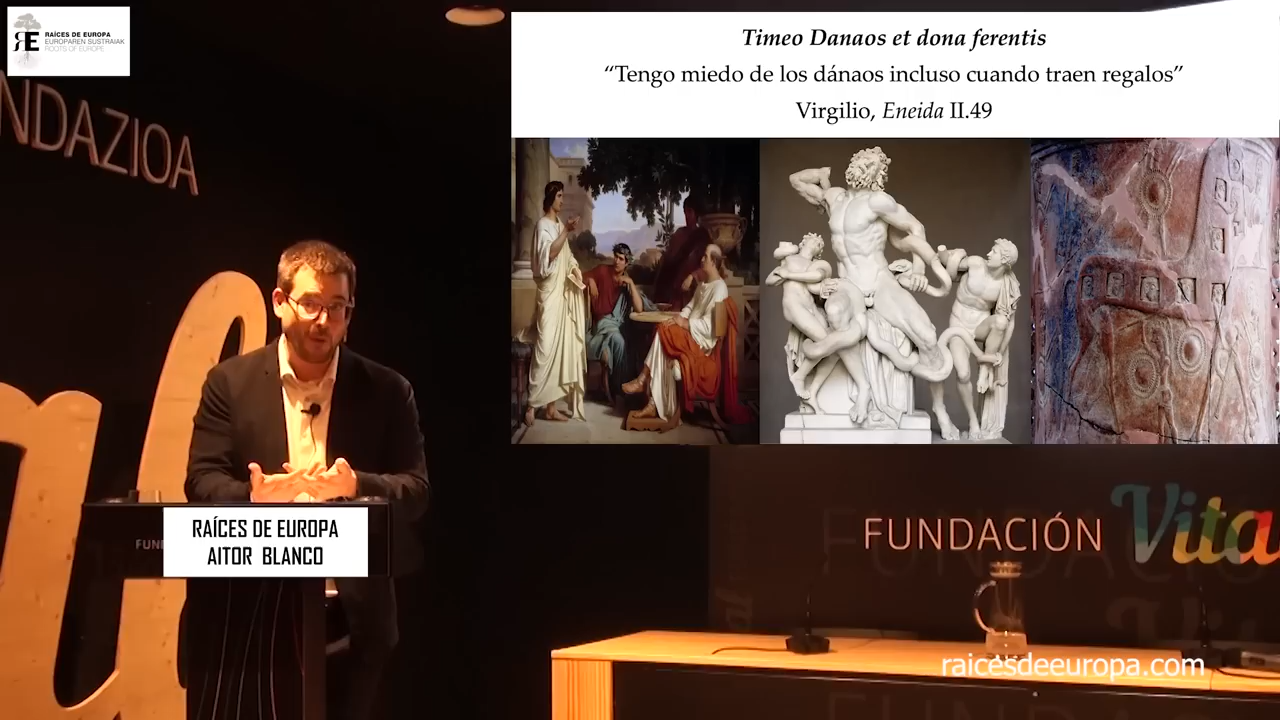 RAÍCES DE EUROPA
EUROPAREN SUSTRAIAK
ROOTS OF EUROPE
NDAZIOA
Timeo Danaos et dona ferentis
“Tengo miedo de los dánaos incluso cuando traen regalos”
Virgilio, Eneida II.49
FUN
RAÍCES DE EUROPA
AITOR BLANCO
FUNDACIÓN Vita
raicesdeeuropa.com